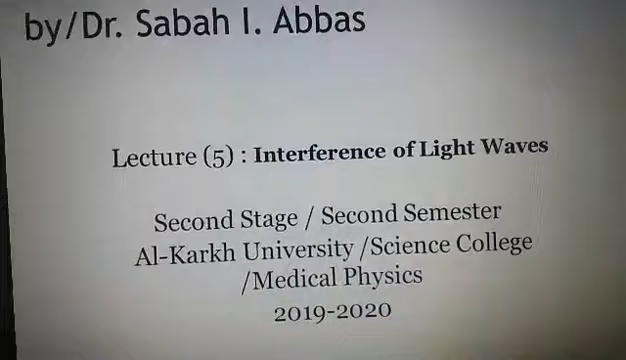 by/Dr. Sabah I. Abbas
Lecture (5) : Interference of Light Waves
Second Stage / Second Semester
Al-Karkh University /Science College
/Medical Physics
2019-2020